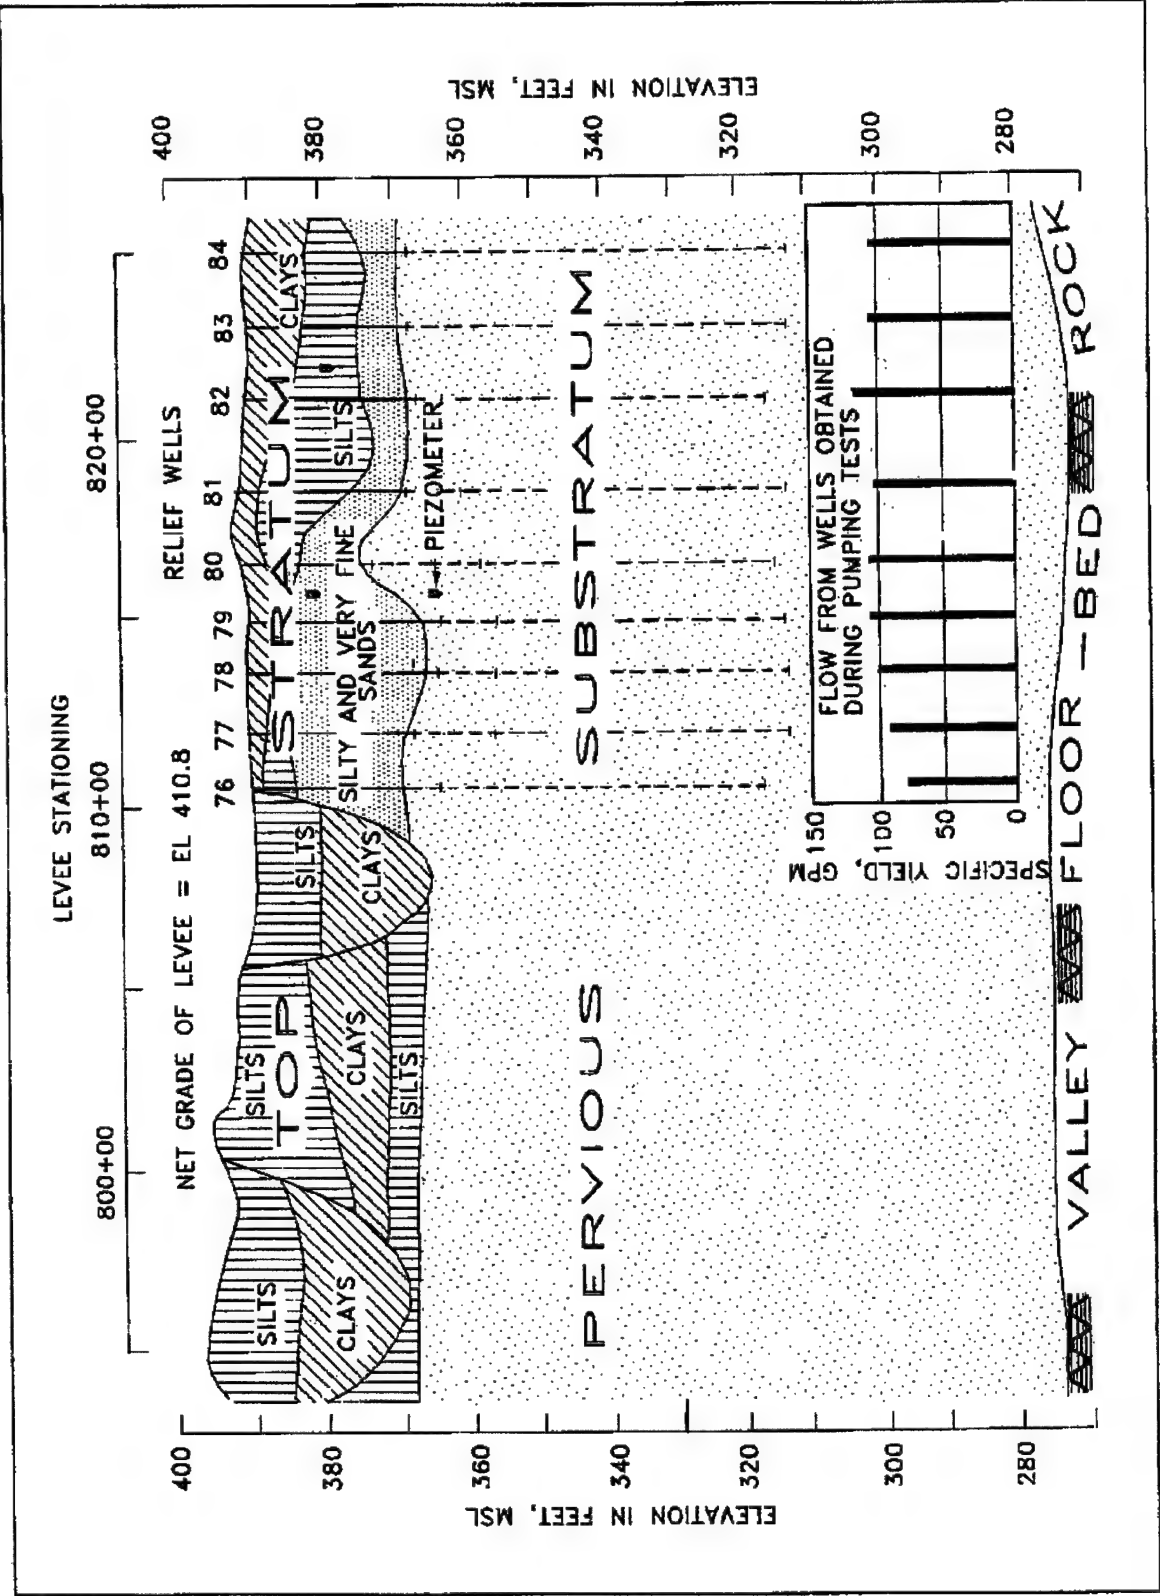 LEVEE STATIONING
800+00 810+00 820+00
NET GRADE OF LEVEE = EL 410.8
RELIEF WELLS
76 77 78 79 80 81 82 83 84
400
380
360
340
320
300
280
ELEVATION IN FEET, MSL
400
380
360
340
320
300
280
ELEVATION IN FEET, MSL
TOP STRATUM
SILTS
CLAYS
SILTS
CLAYS
SILTS
SILTS
CLAYS
SILTY AND VERY FINE
SANDS
SILTS
CLAYS
PIEZOMETER
PERVIOUS SUBSTRATUM
FLOW FROM WELLS OBTAINED
DURING PUMPING TESTS
150
100
50
0
SPECIFIC YIELD, GPM
VALLEY FLOOR — BED ROCK